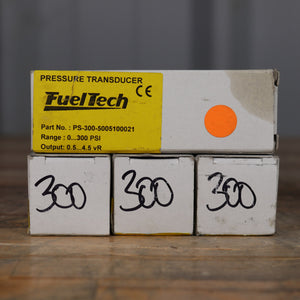 PRESSURE TRANSDUCER
CE
FuelTech
Part No. : PS-300-5005100021
Range : 0...300 PSI
Output: 0.5...4.5 vR
300
300
300